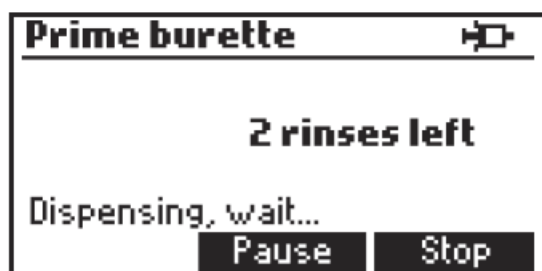 Prime burette
2 rinses left
Dispensing, wait...
Pause Stop